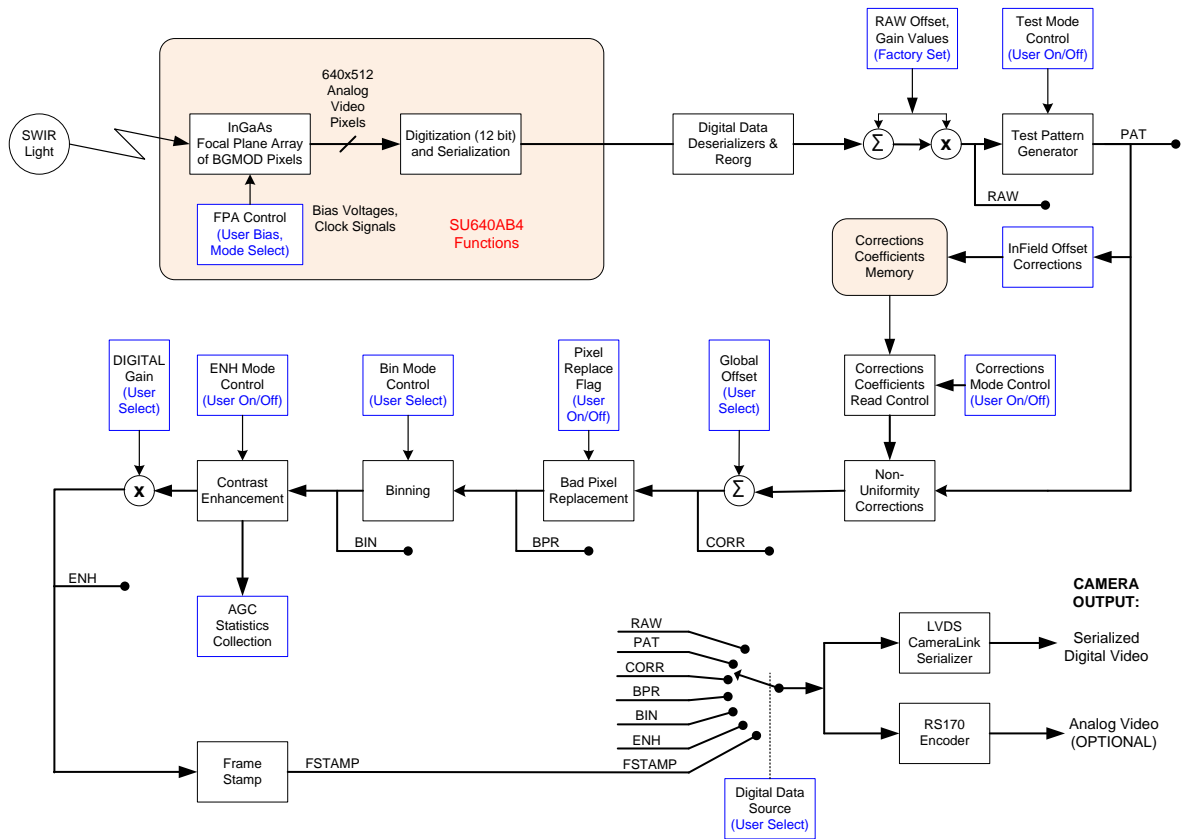 RAW Offset,
Gain Values
(Factory Set)
Test Mode
Control
(User On/Off)
640x512
Analog
Video
Pixels
SWIR
Light
InGaAs
Focal Plane Array
of BGMOD Pixels
Digitization (12 bit)
and Serialization
Digital Data
Deserializers &
Reorg
Σ
x
Test Pattern
Generator
PAT
RAW
FPA Control
(User Bias,
Mode Select)
Bias Voltages,
Clock Signals
SU640AB4
Functions
Corrections
Coefficients
Memory
InField Offset
Corrections
DIGITAL
Gain
(User
Select)
ENH Mode
Control
(User On/Off)
Bin Mode
Control
(User Select)
Pixel
Replace
Flag
(User
On/Off)
Global
Offset
(User
Select)
Corrections
Coefficients
Read Control
Corrections
Mode Control
(User On/Off)
x
Contrast
Enhancement
Binning
Bad Pixel
Replacement
Σ
Non-
Uniformity
Corrections
BIN
BPR
CORR
ENH
AGC
Statistics
Collection
CAMERA
OUTPUT:
RAW
PAT
CORR
BPR
BIN
ENH
FSTAMP
LVDS
CameraLink
Serializer
Serialized
Digital Video
RS170
Encoder
Analog Video
(OPTIONAL)
Frame
Stamp
FSTAMP
Digital Data
Source
(User Select)